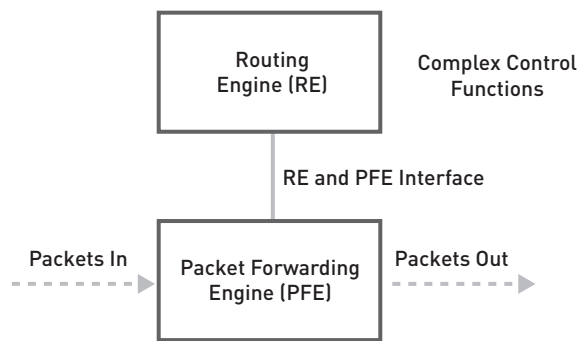 Routing
Engine (RE)
Complex Control
Functions
RE and PFE Interface
Packets In
Packet Forwarding
Engine (PFE)
Packets Out